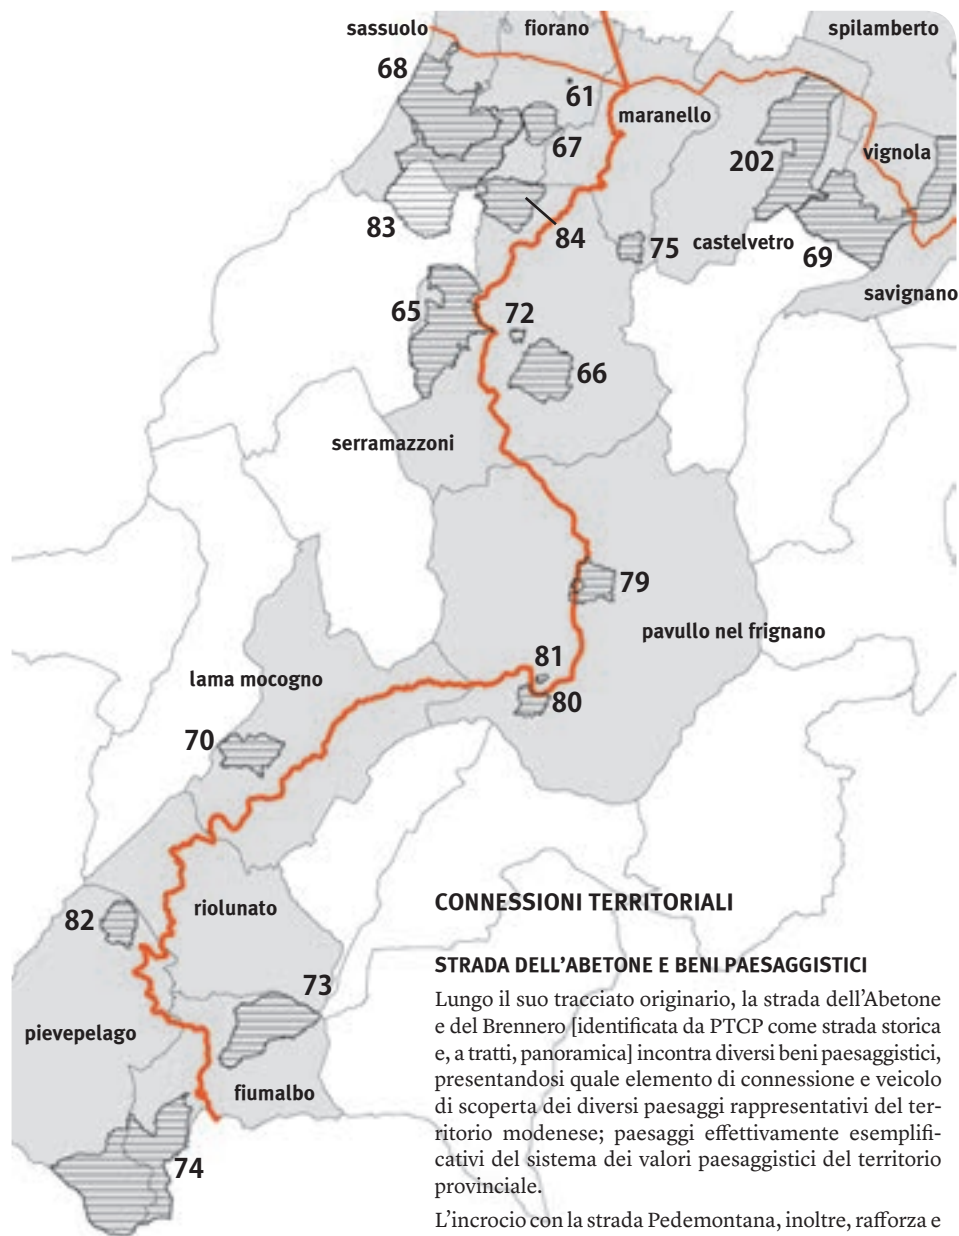 sassuolo
fiorano
spilamberto
68
61
maranello
67
202
vignola
83
84
75
castelvetro
69
savignano
65
72
66
serramazzoni
79
pavullo nel frignano
81
lama mocogno
80
70
riolunato
82
73
pievepelago
fiumalbo
74
CONNESSIONI TERRITORIALI
STRADA DELL’ABETONE E BENI PAESAGGISTICI
Lungo il suo tracciato originario, la strada dell’Abetone
e del Brennero [identificata da PTCP come strada storica
e, a tratti, panoramica] incontra diversi beni paesaggistici,
presentandosi quale elemento di connessione e veicolo
di scoperta dei diversi paesaggi rappresentativi del ter-
ritorio modenese; paesaggi effettivamente esemplifi-
cativi del sistema dei valori paesaggistici del territorio
provinciale.
L’incrocio con la strada Pedemontana, inoltre, rafforza e